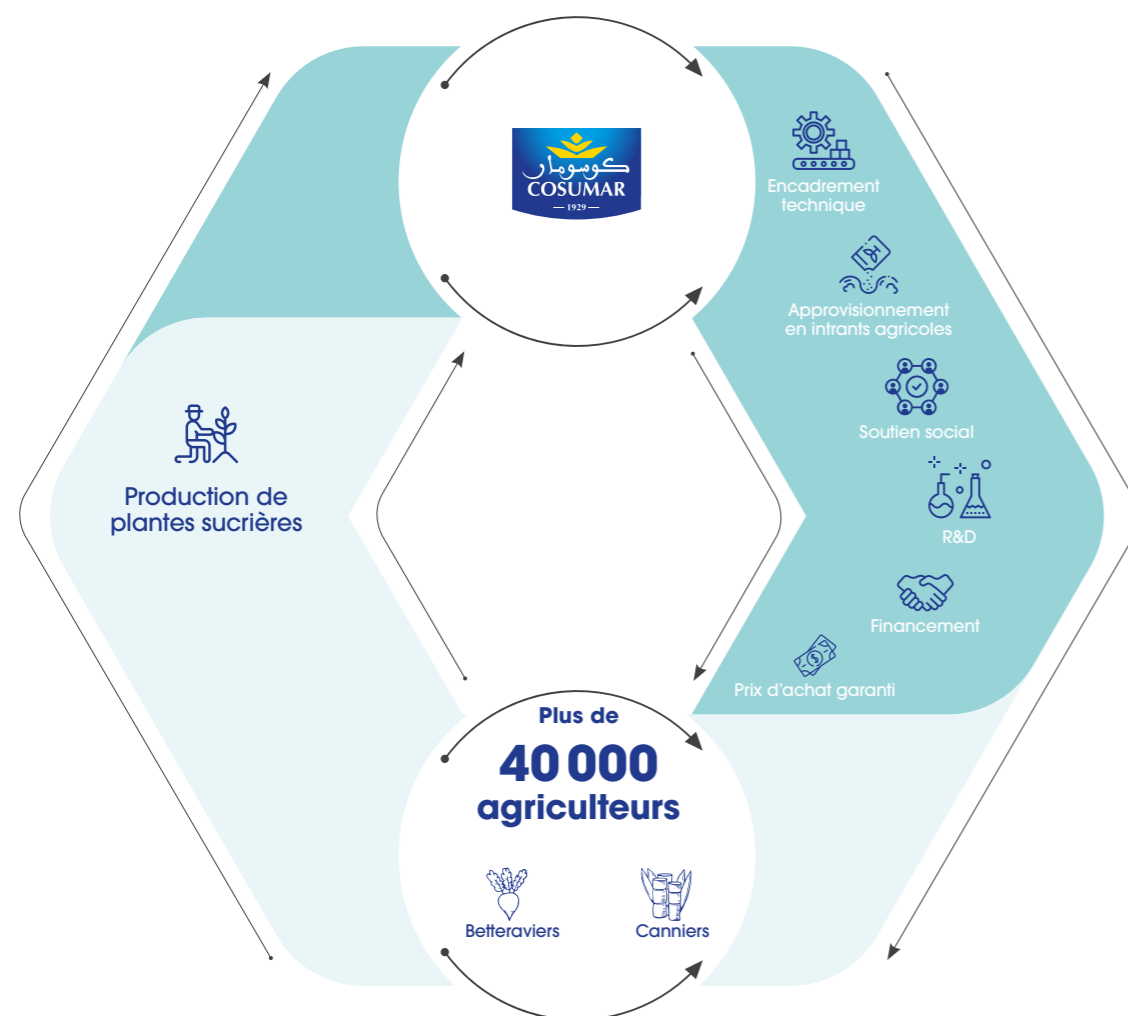 كوسومار
COSUMAR
— 1929 —
Encadrement
technique
Approvisionnement
en intrants agricoles
Soutien social
R&D
Financement
Prix d'achat garanti
Production de
plantes sucrières
Plus de
40 000
agriculteurs
Betteraviers
Canniers